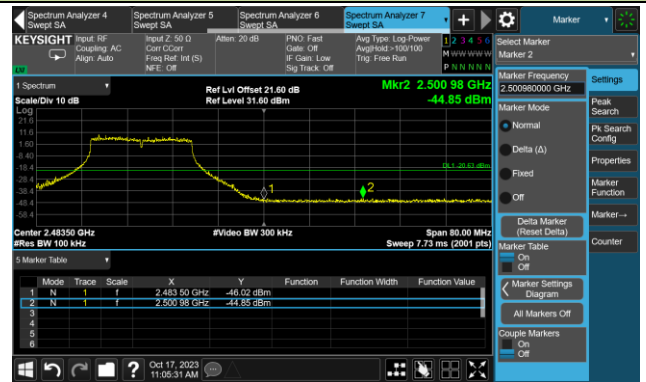 Spectrum Analyzer 4
Swept SA
Spectrum Analyzer 5
Swept SA
Spectrum Analyzer 6
Swept SA
Spectrum Analyzer 7
Swept SA
Marker
KEYSIGHT
Input: RF
Coupling: AC
Align: Auto
Input Z: 50 Ω
Corr CCorr
Freq Ref: Int (S)
NFE: Off
Atten: 20 dB
PNO: Fast
Gate: Off
IF Gain: Low
Sig Track: Off
Avg Type: Log-Power
Avg|Hold:>100/100
Trig: Free Run
1 2 3 4 5 6
M W W W W W
P N N N N N
Select Marker
Marker 2
LW
1 Spectrum
Scale/Div 10 dB
Ref Lvl Offset 21.60 dB
Ref Level 31.60 dBm
Mkr2 2.500 98 GHz
-44.85 dBm
Log
21.6
11.6
1.60
-8.40
-18.4
-28.4
-38.4
-48.4
-58.4
DL1 -20.63 dBm
1
2
Center 2.48350 GHz
#Res BW 100 kHz
#Video BW 300 kHz
Span 80.00 MHz
Sweep 7.73 ms (2001 pts)
5 Marker Table
Mode Trace Scale X Y Function Function Width Function Value
1 N 1 f 2.483 50 GHz -46.02 dBm
2 N 1 f 2.500 98 GHz -44.85 dBm
3
4
5
6
Marker Frequency
2.500980000 GHz
Marker Mode
Normal
Delta (Δ)
Fixed
Off
Delta Marker
(Reset Delta)
Marker Table
On
Off
Marker Settings
Diagram
All Markers Off
Couple Markers
On
Off
Settings
Peak
Search
Pk Search
Config
Properties
Marker
Function
Marker→
Counter
?
Oct 17, 2023
11:05:31 AM